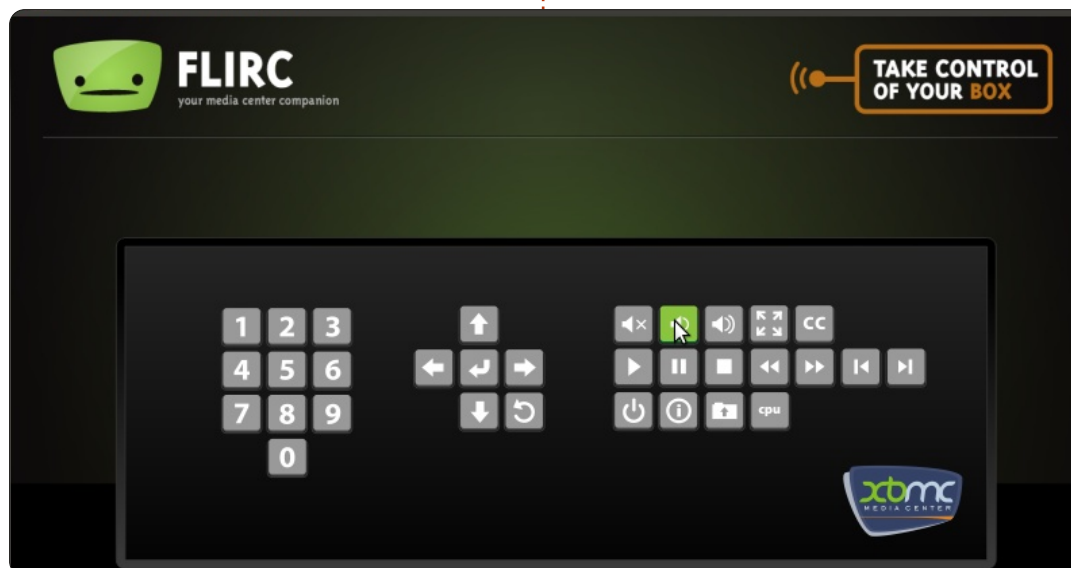 FLIRC
your media center companion
TAKE CONTROL
OF YOUR BOX
1 2 3
CC
4 5 6
7 8 9
cpu
0
xbmc
MEDIA CENTER